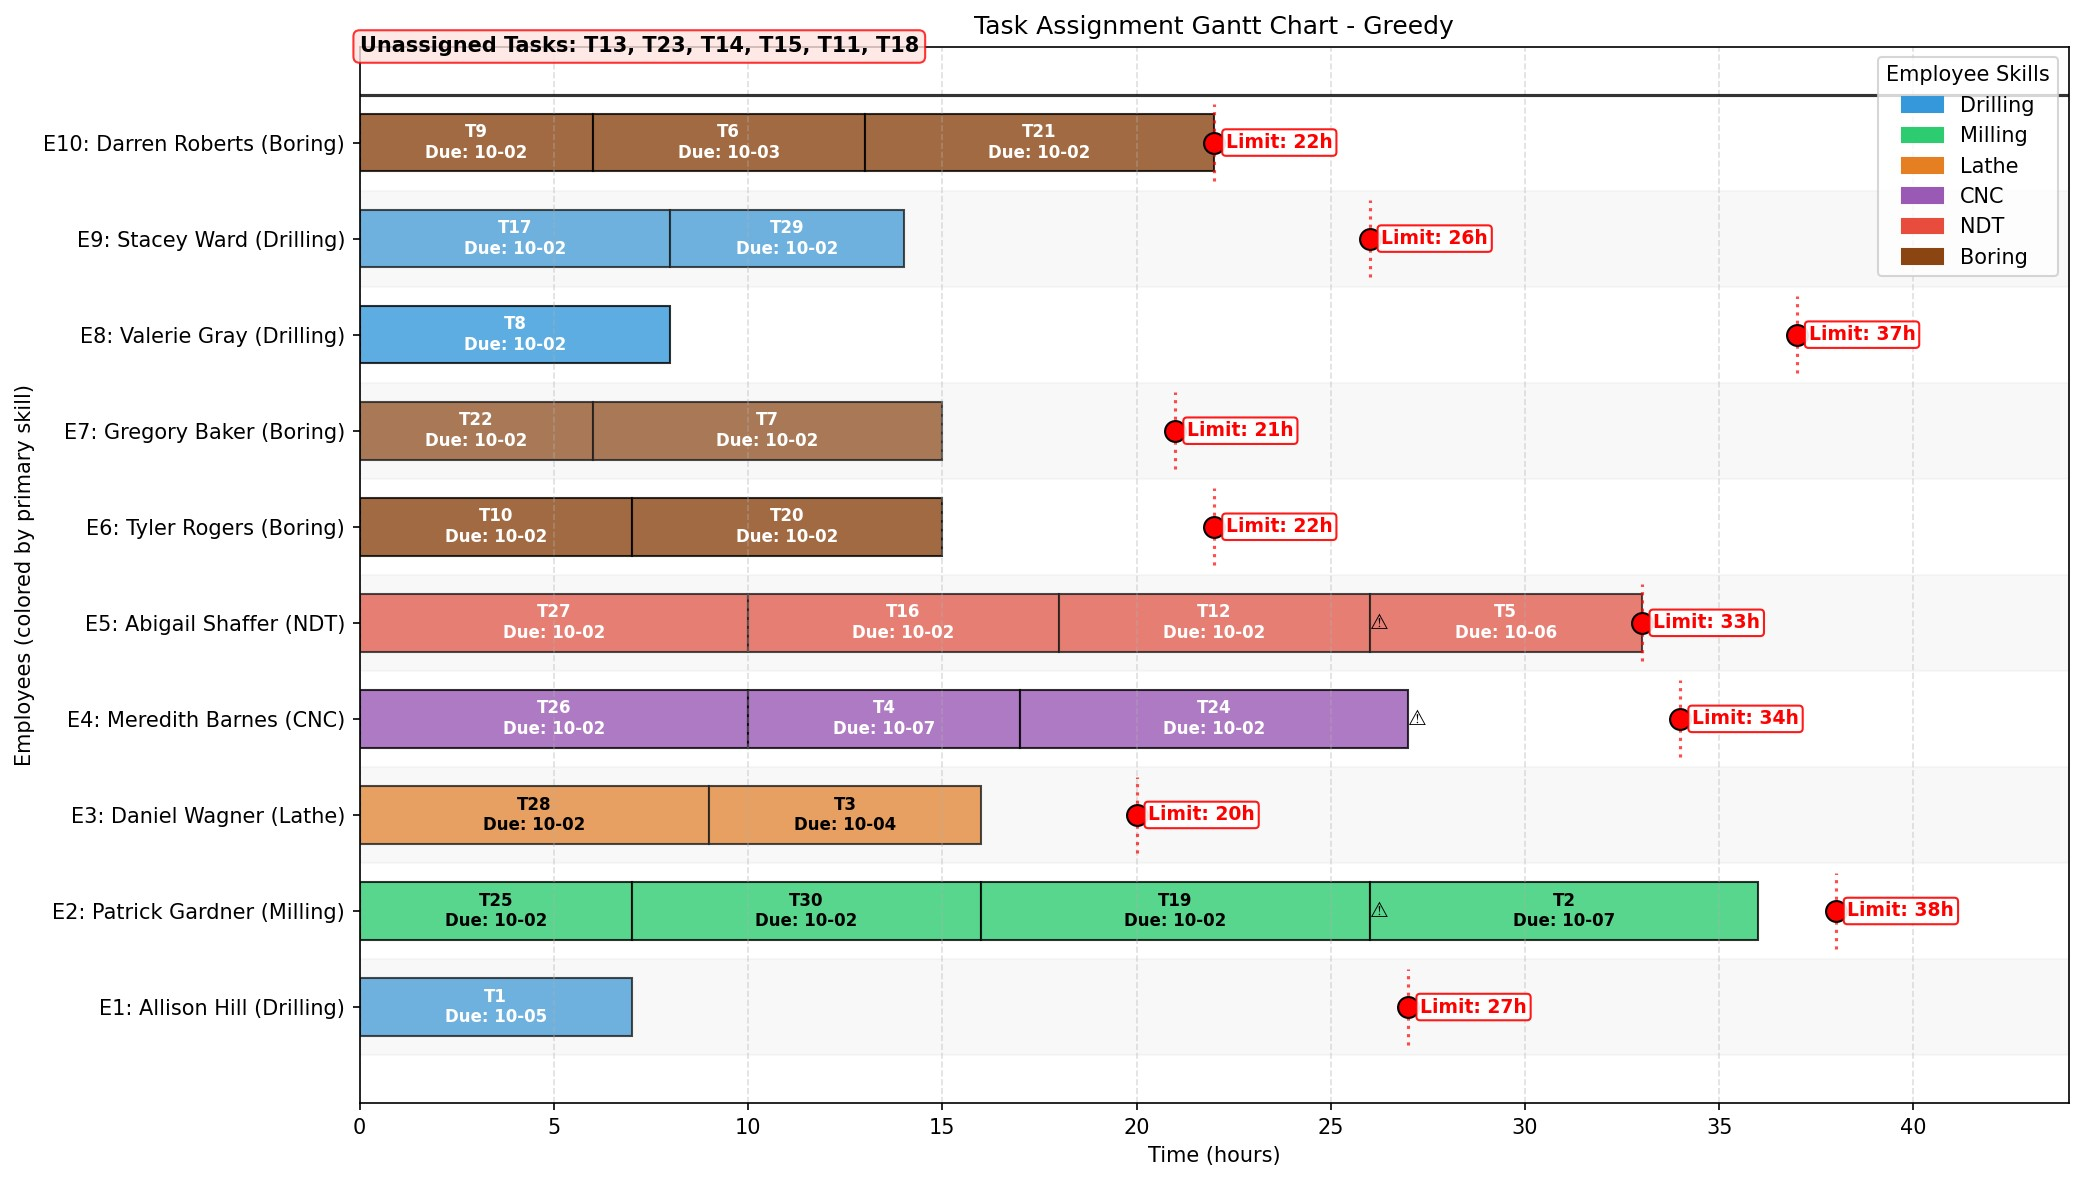 Task Assignment Gantt Chart - Greedy
Unassigned Tasks: T13, T23, T14, T15, T11, T18
Employee Skills
Drilling
Milling
Lathe
CNC
NDT
Boring
Employees (colored by primary skill)
E10: Darren Roberts (Boring)
T9
Due: 10-02
T6
Due: 10-03
T21
Due: 10-02
Limit: 22h
E9: Stacey Ward (Drilling)
T17
Due: 10-02
T29
Due: 10-02
Limit: 26h
E8: Valerie Gray (Drilling)
T8
Due: 10-02
Limit: 37h
E7: Gregory Baker (Boring)
T22
Due: 10-02
T7
Due: 10-02
Limit: 21h
E6: Tyler Rogers (Boring)
T10
Due: 10-02
T20
Due: 10-02
Limit: 22h
E5: Abigail Shaffer (NDT)
T27
Due: 10-02
T16
Due: 10-02
T12
Due: 10-02
⚠
T5
Due: 10-06
Limit: 33h
E4: Meredith Barnes (CNC)
T26
Due: 10-02
T4
Due: 10-07
T24
Due: 10-02
⚠
Limit: 34h
E3: Daniel Wagner (Lathe)
T28
Due: 10-02
T3
Due: 10-04
Limit: 20h
E2: Patrick Gardner (Milling)
T25
Due: 10-02
T30
Due: 10-02
T19
Due: 10-02
⚠
T2
Due: 10-07
Limit: 38h
E1: Allison Hill (Drilling)
T1
Due: 10-05
Limit: 27h
0 5 10 15 20 25 30 35 40
Time (hours)